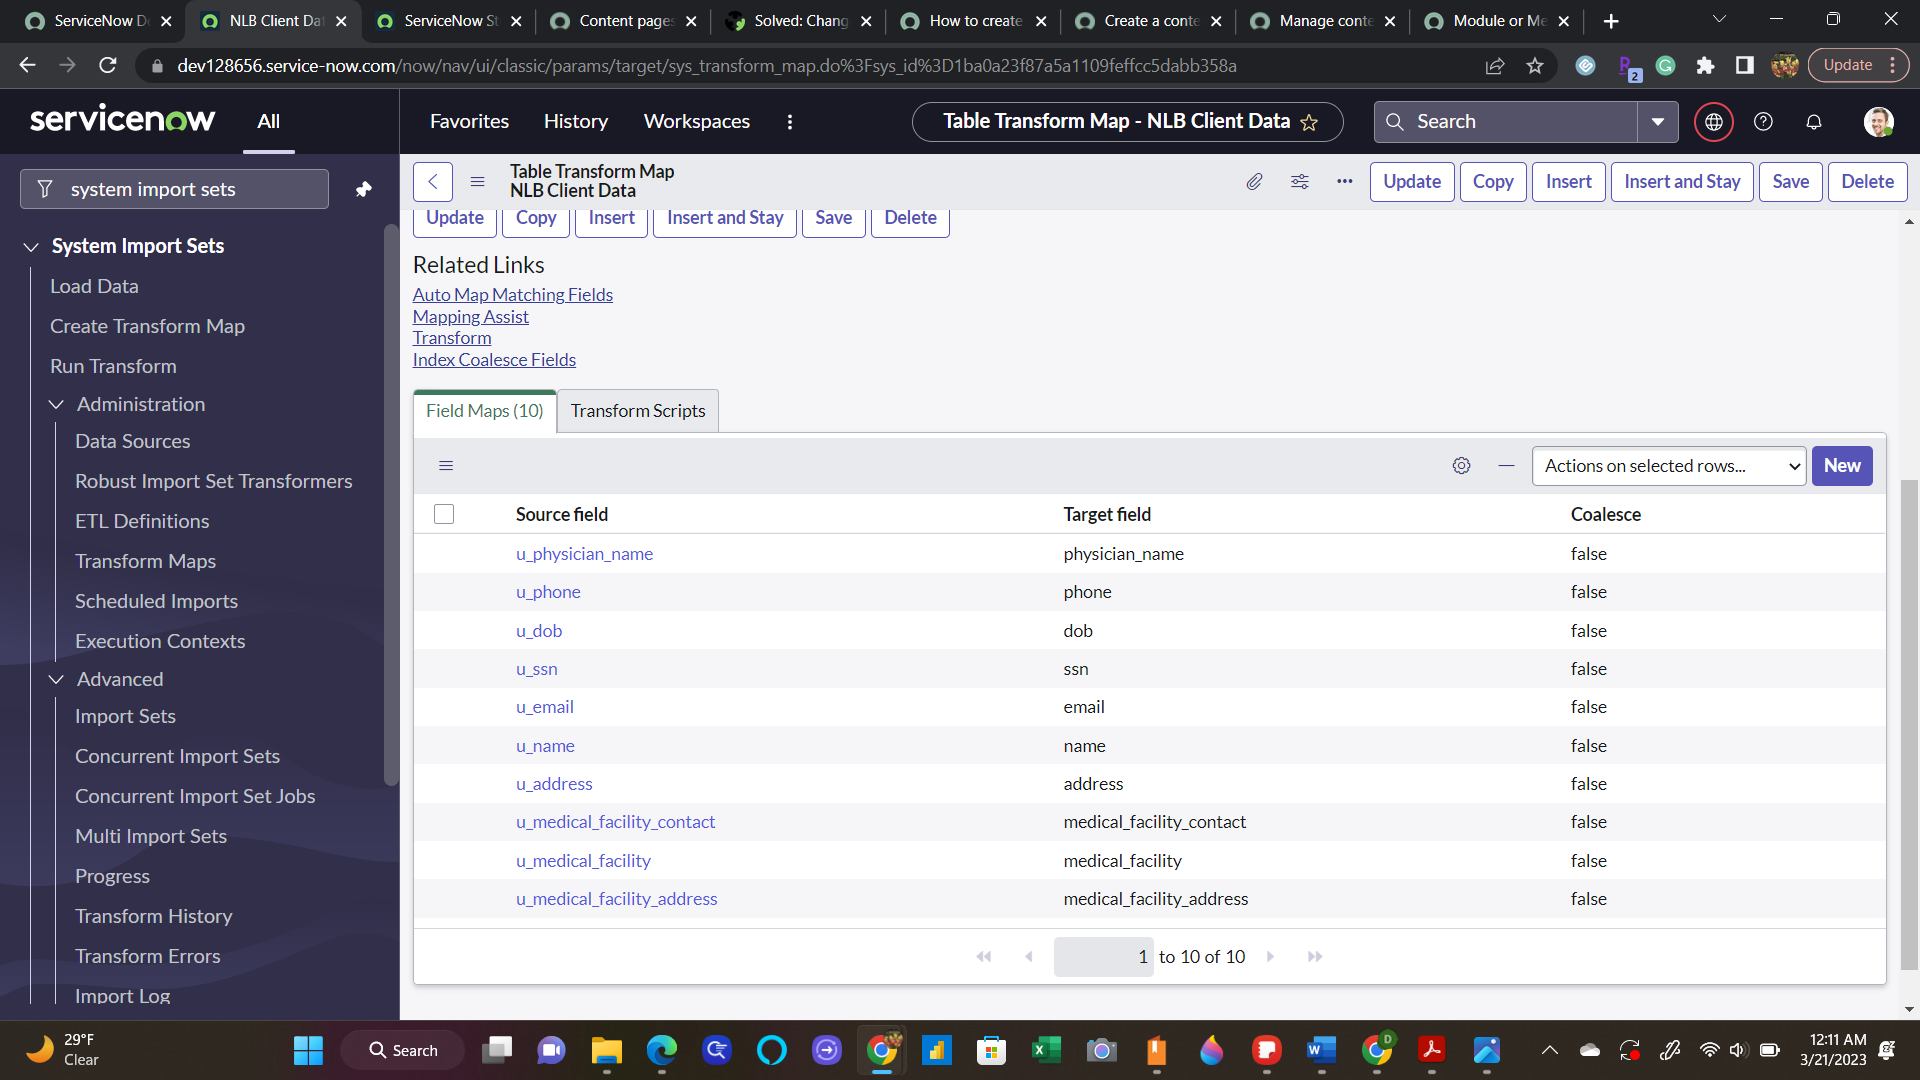 ServiceNow D
NLB Client Dat
ServiceNow St
Content pages
Solved: Chang
How to create
Create a conte
Manage conte
Module or Me
dev128656.service-now.com/now/nav/ui/classic/params/target/sys_transform_map.do%3Fsys_id%3D1ba0a23f87a5a1109feffcc5dabb358a
2
Update
servicenow
All
Favorites
History
Workspaces
Table Transform Map - NLB Client Data
Search
system import sets
Table Transform Map
NLB Client Data
Update
Copy
Insert
Insert and Stay
Save
Delete
Update
Copy
Insert
Insert and Stay
Save
Delete
System Import Sets
Load Data
Create Transform Map
Run Transform
Administration
Data Sources
Robust Import Set Transformers
ETL Definitions
Transform Maps
Scheduled Imports
Execution Contexts
Advanced
Import Sets
Concurrent Import Sets
Concurrent Import Set Jobs
Multi Import Sets
Progress
Transform History
Transform Errors
Import Log
Related Links
Auto Map Matching Fields
Mapping Assist
Transform
Index Coalesce Fields
Field Maps (10)
Transform Scripts
Actions on selected rows...
New
Source field Target field Coalesce
u_physician_name physician_name false
u_phone phone false
u_dob dob false
u_ssn ssn false
u_email email false
u_name name false
u_address address false
u_medical_facility_contact medical_facility_contact false
u_medical_facility medical_facility false
u_medical_facility_address medical_facility_address false
1 to 10 of 10
29°F
Clear
Search
D
12:11 AM
3/21/2023